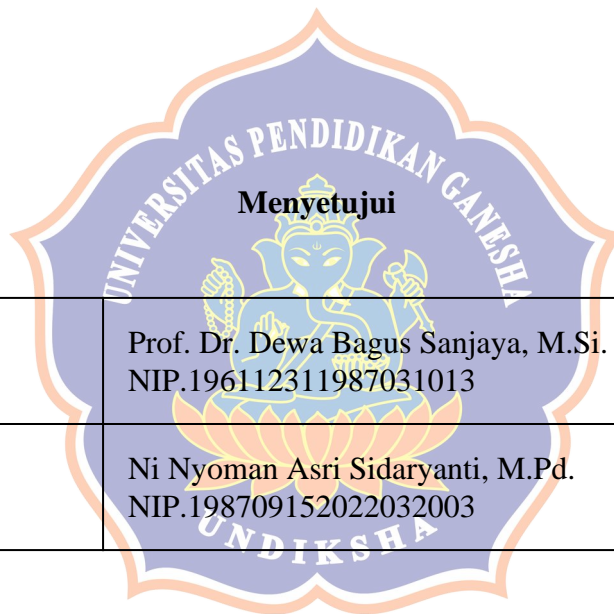 UNIVERSITAS PENDIDIKAN GANESHA
Menyetujui
Prof. Dr. Dewa Bagus Sanjaya, M.Si.
NIP.196112311987031013
Ni Nyoman Asri Sidaryanti, M.Pd.
NIP.198709152022032003
UNDIKSHA